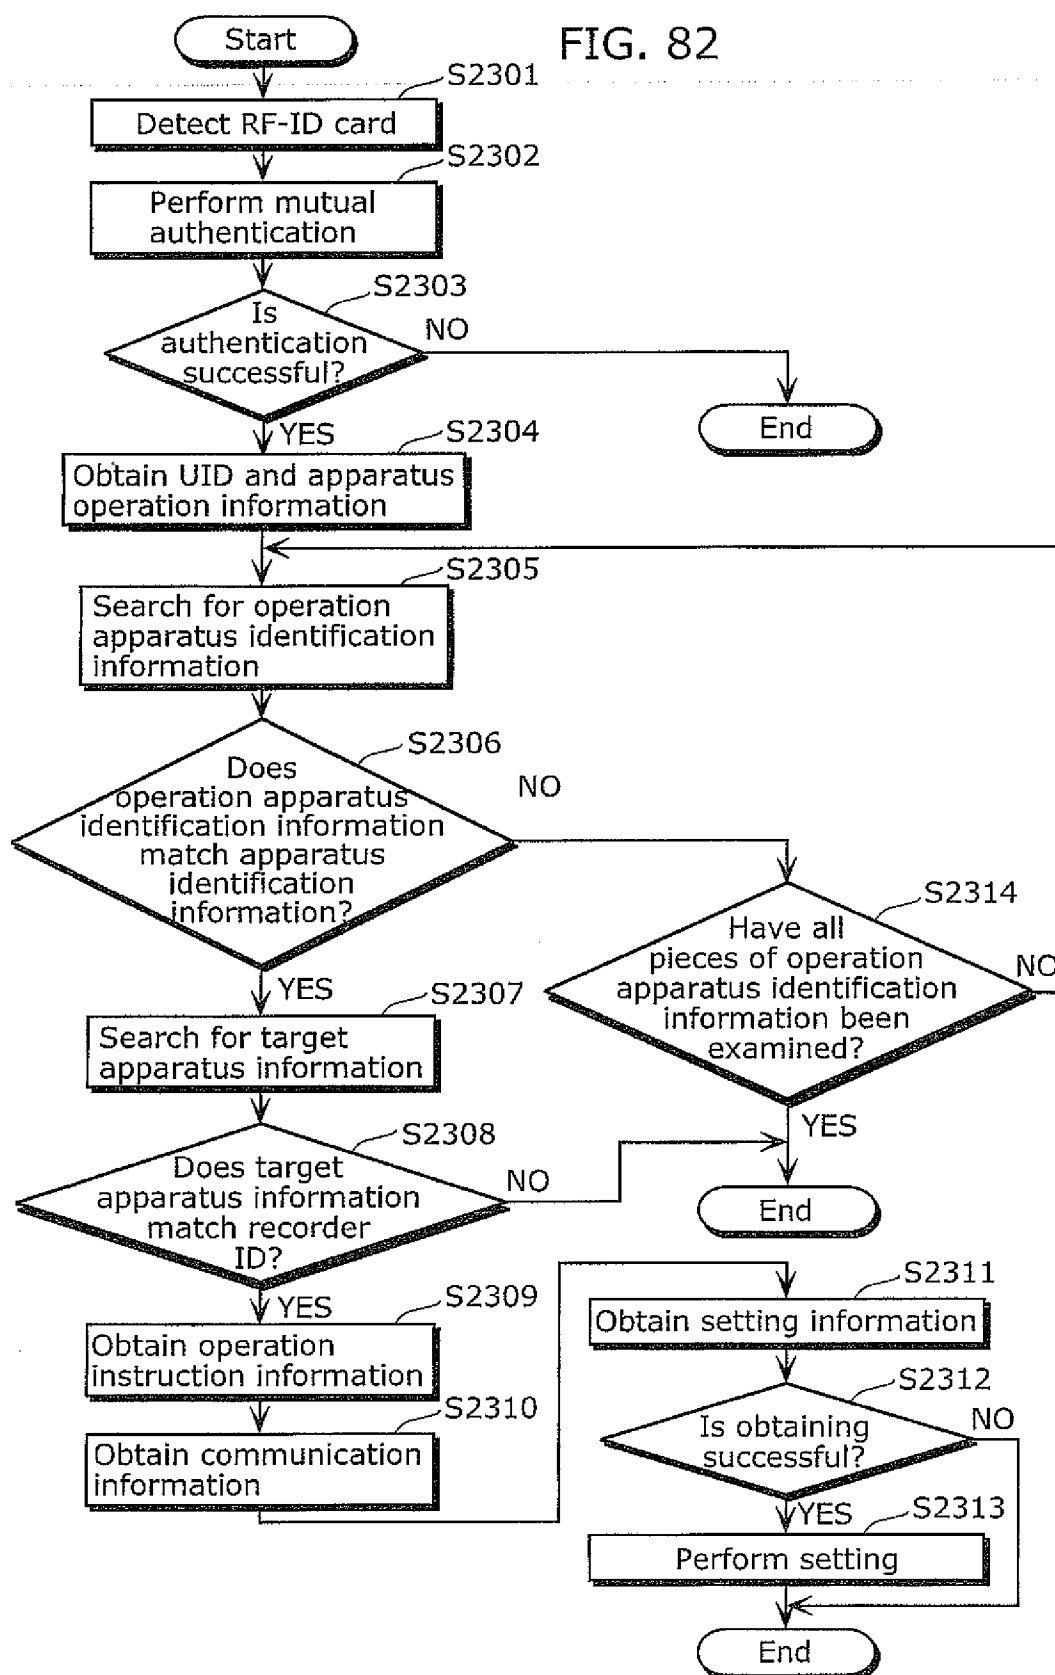 FIG. 82
Start
S2301
Detect RF-ID card
S2302
Perform mutual
authentication
S2303
Is
authentication
successful?
NO
End
YES
S2304
Obtain UID and apparatus
operation information
S2305
Search for operation
apparatus identification
information
S2306
Does
operation apparatus
identification information
match apparatus
identification
information?
NO
S2314
Have all
pieces of operation
apparatus identification
information been
examined?
NO
YES
End
YES
S2307
Search for target
apparatus information
S2308
Does target
apparatus information
match recorder
ID?
NO
YES
S2309
Obtain operation
instruction information
S2310
Obtain communication
information
S2311
Obtain setting information
S2312
Is obtaining
successful?
NO
YES
S2313
Perform setting
End